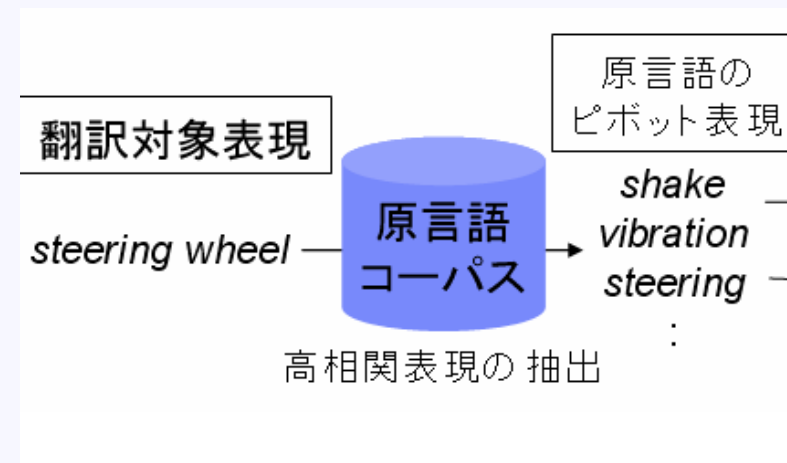 翻訳対象表現
steering wheel
原言語
コーパス
高相関表現の抽出
原言語の
ピボット表現
shake
vibration
steering
: